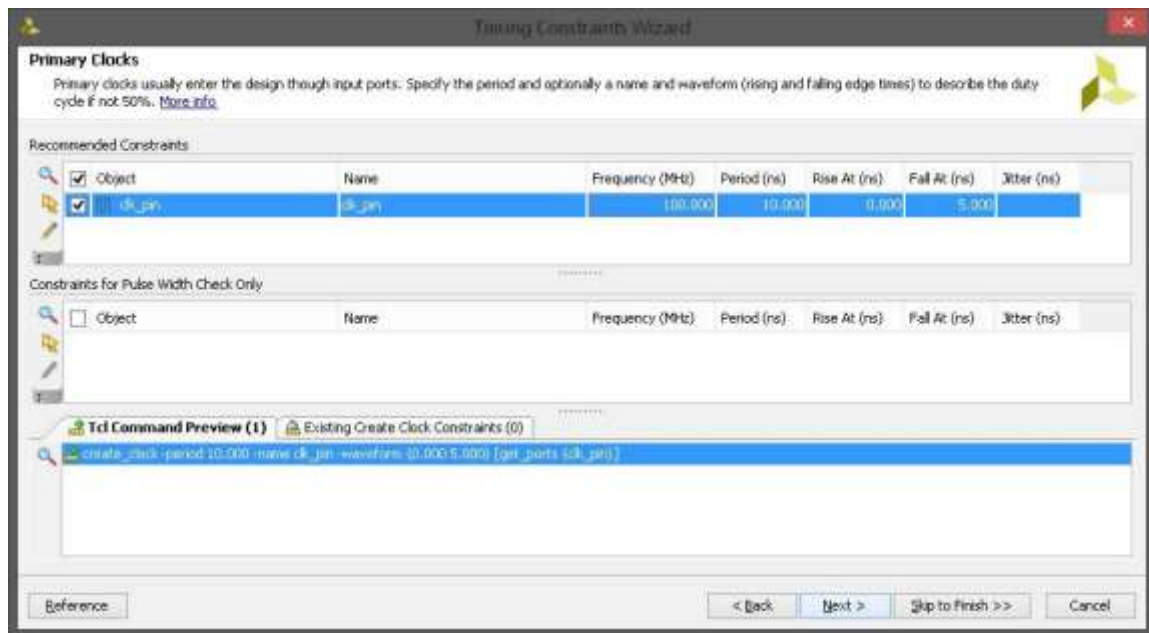 Timing Constraints Wizard
Primary Clocks
Primary clocks usually enter the design though input ports. Specify the period and optionally a name and waveform (rising and falling edge times) to describe the duty
cycle if not 50%. More info
Recommended Constraints
Object Name Frequency (MHz) Period (ns) Rise At (ns) Fall At (ns) Jitter (ns)
clk_pin clk_pin 100.000 10.000 0.000 5.000
Constraints for Pulse Width Check Only
Object Name Frequency (MHz) Period (ns) Rise At (ns) Fall At (ns) Jitter (ns)
Tcl Command Preview (1) Existing Create Clock Constraints (0)
create_clock -period 10.000 -name clk_pin -waveform {0.000 5.000} [get_ports {clk_pin}]
Reference < Back Next > Skip to Finish >> Cancel